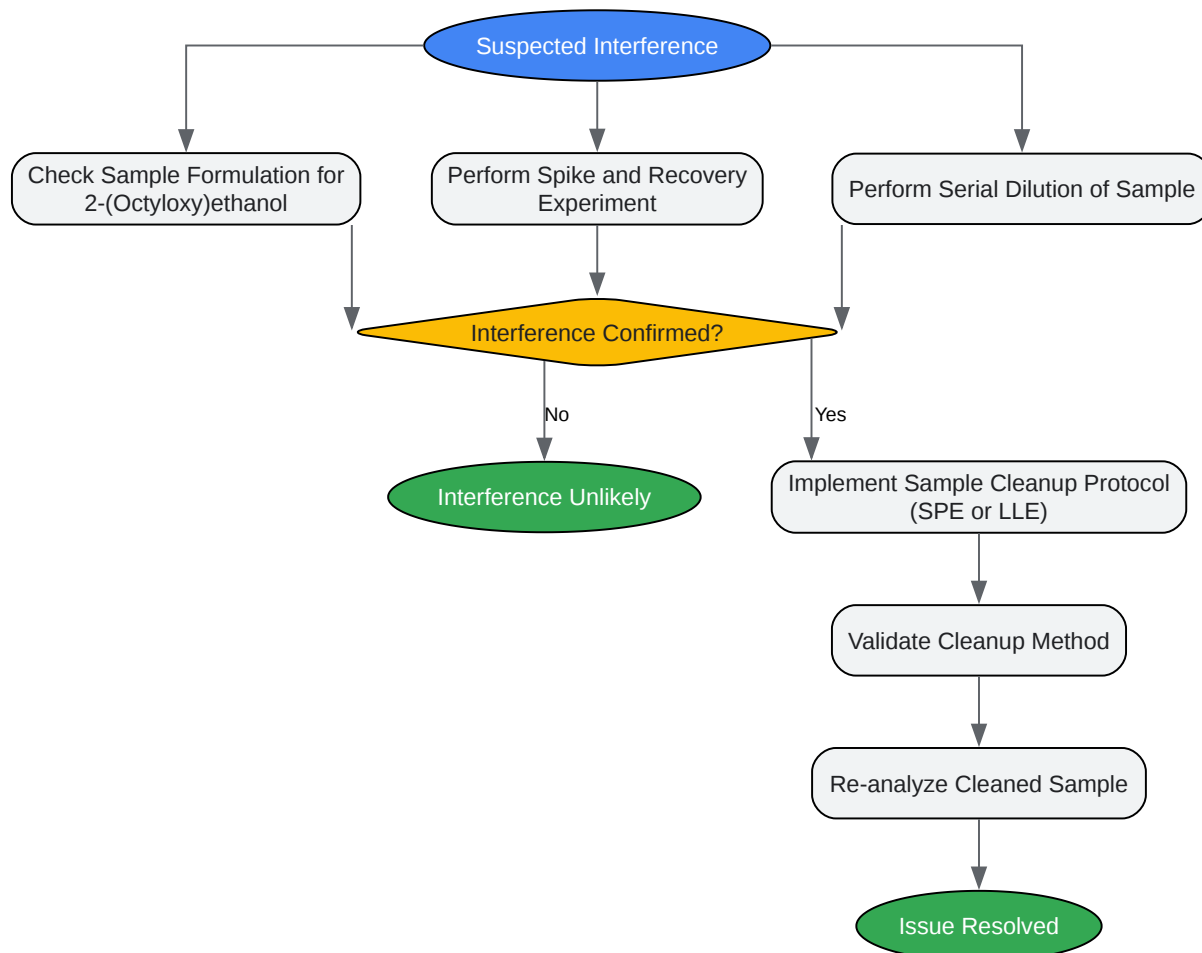 Suspected Interference
Check Sample Formulation for
2-(Octyloxy)ethanol
Perform Spike and Recovery
Experiment
Perform Serial Dilution of Sample
Interference Confirmed?
No
Yes
Interference Unlikely
Implement Sample Cleanup Protocol
(SPE or LLE)
Validate Cleanup Method
Re-analyze Cleaned Sample
Issue Resolved